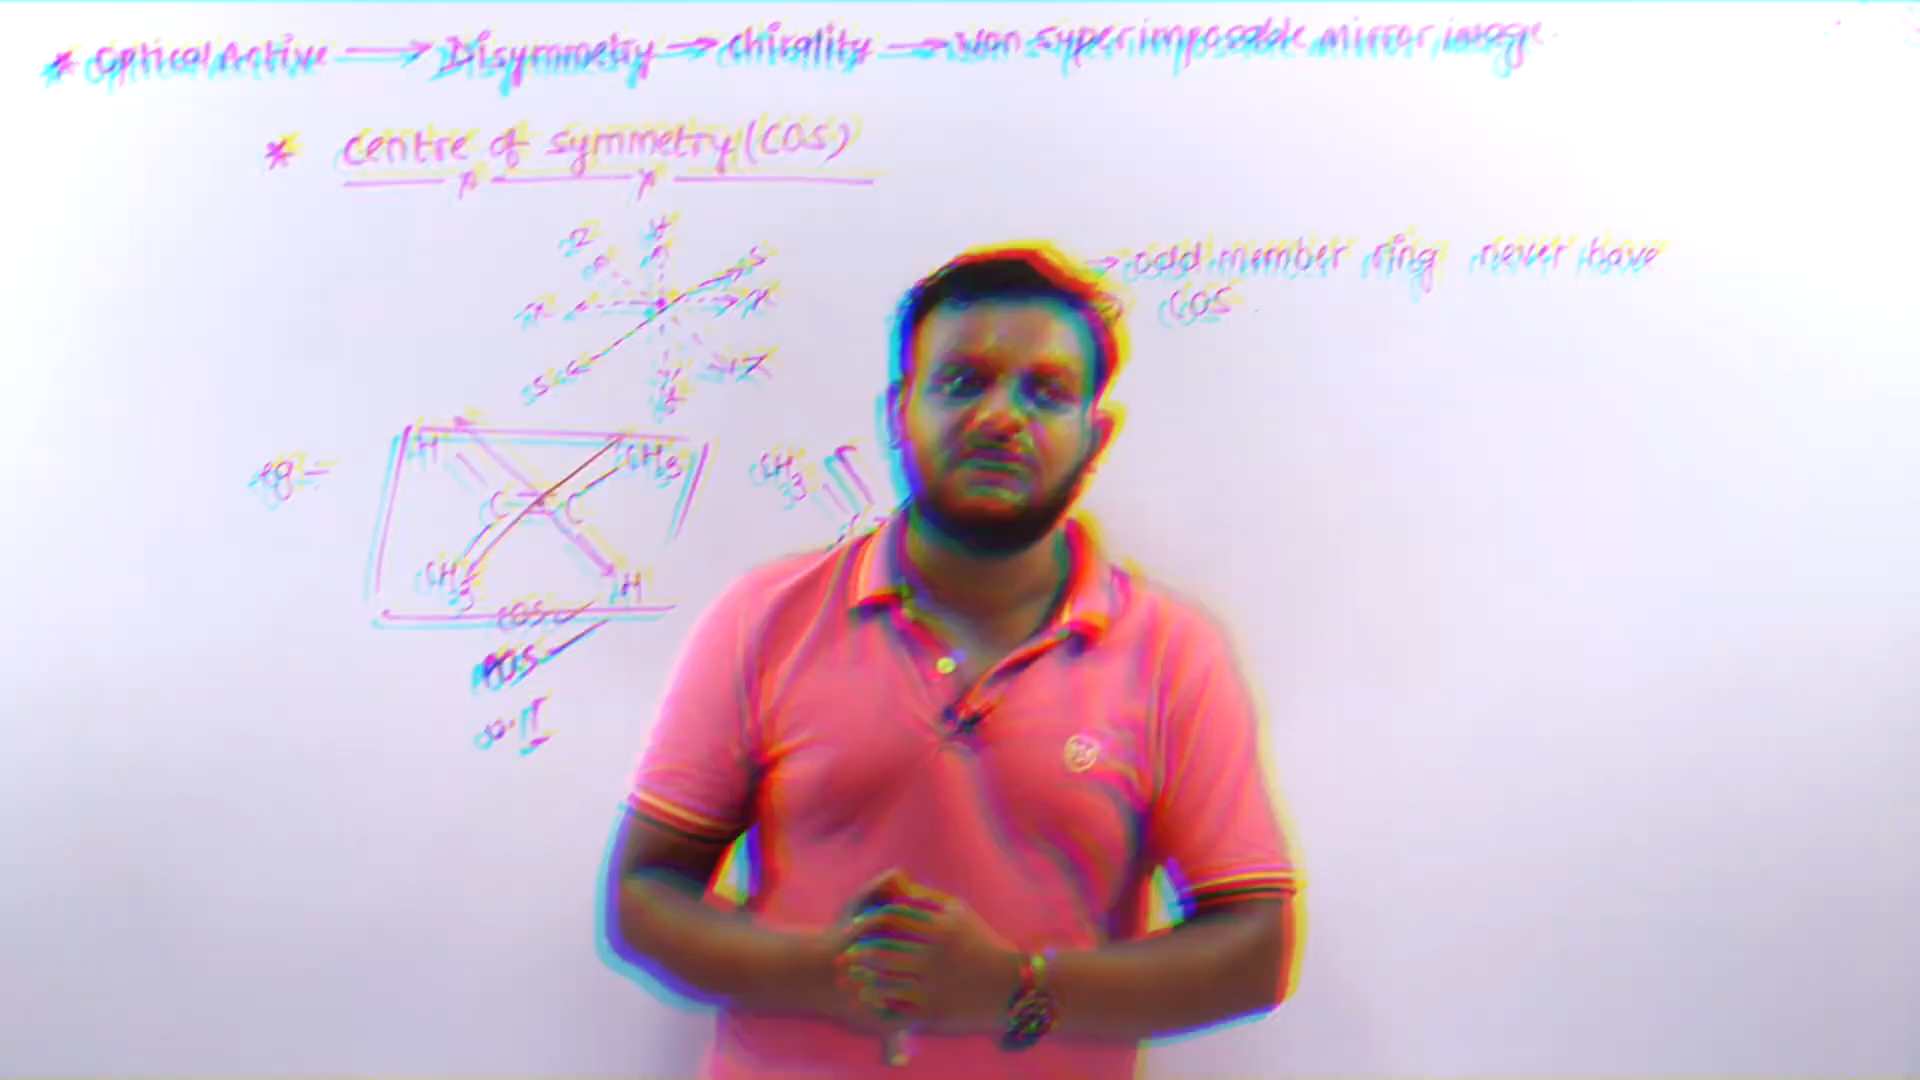 * Optical Active → Disymmetry → chirality → Non superimposable mirror image
* Centre of symmetry (COS)
→ odd member ring never have
COS
eg =
H
CH3
C = C
CH3
H
COS
POS
CH3